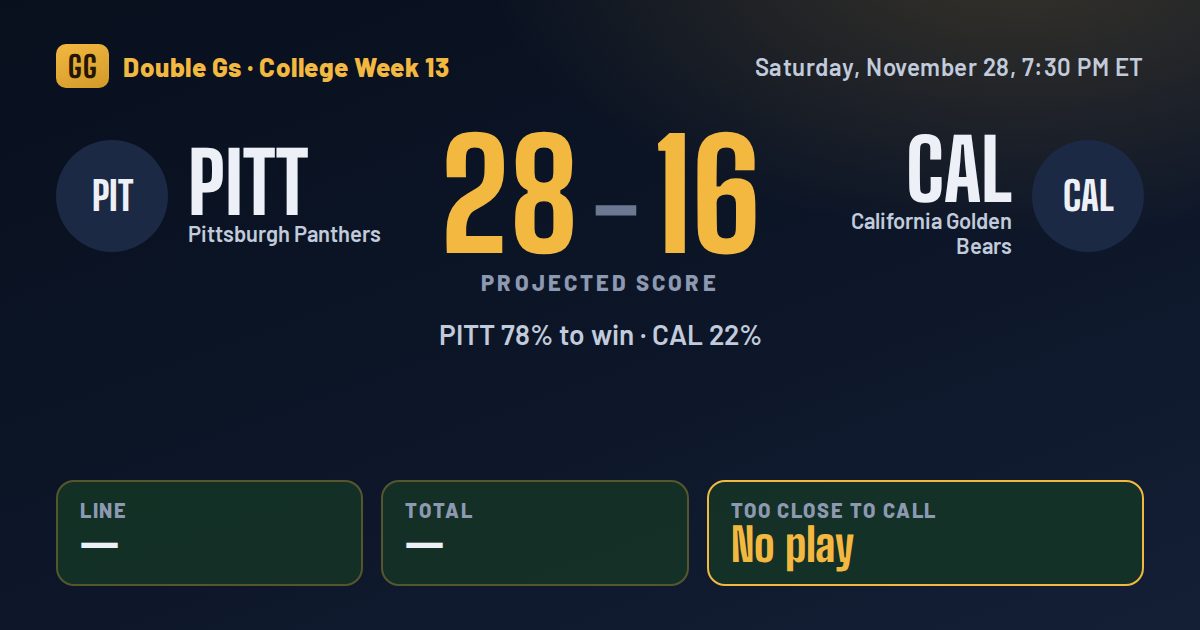 GG
Double Gs · College Week 13
Saturday, November 28, 7:30 PM ET
PIT
PITT
Pittsburgh Panthers
28 – 16
PROJECTED SCORE
PITT 78% to win · CAL 22%
CAL
California Golden
Bears
CAL
LINE
—
TOTAL
—
TOO CLOSE TO CALL
No play